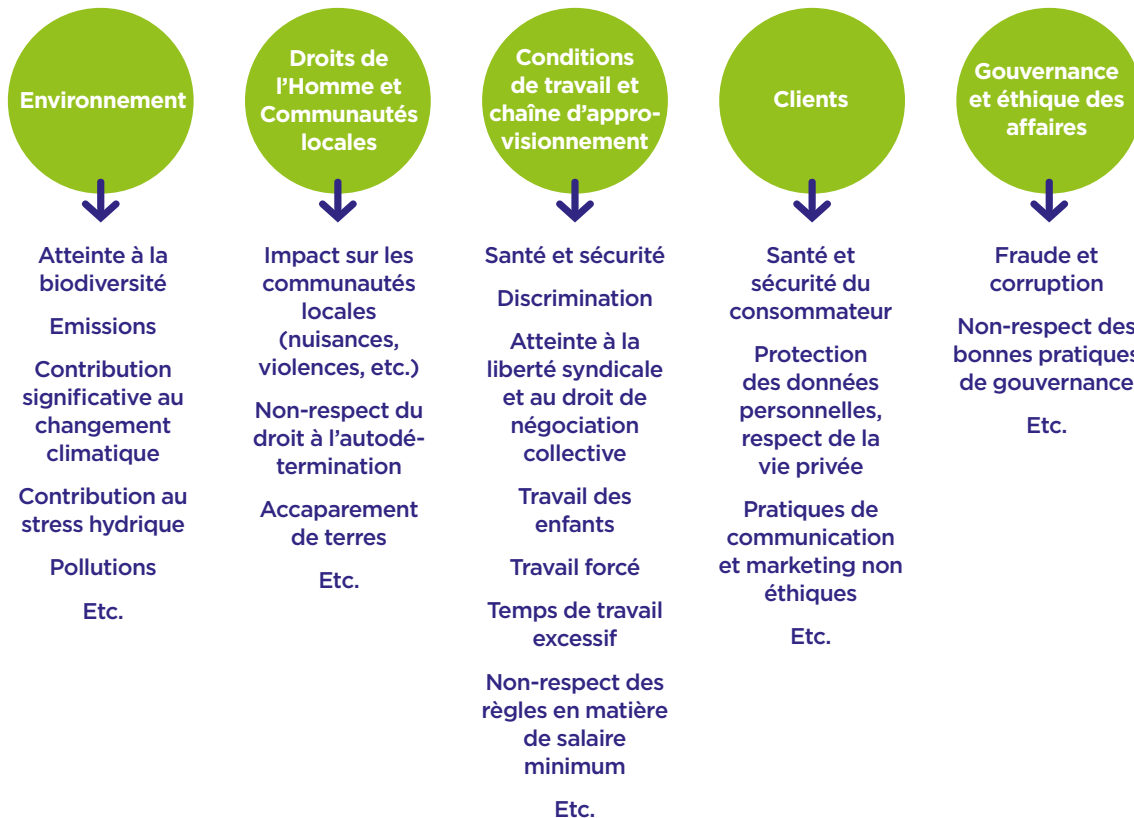 Environnement
Atteinte à la
biodiversité
Emissions
Contribution
significative au
changement
climatique
Contribution au
stress hydrique
Pollutions
Etc.
Droits de
l'Homme et
Communautés
locales
Impact sur les
communautés
locales
(nuisances,
violences, etc.)
Non-respect du
droit à l'autodé-
termination
Accaparement
de terres
Etc.
Conditions
de travail et
chaîne d'appro-
visionnement
Santé et sécurité
Discrimination
Atteinte à la
liberté syndicale
et au droit de
négociation
collective
Travail des
enfants
Travail forcé
Temps de travail
excessif
Non-respect des
règles en matière
de salaire
minimum
Etc.
Clients
Santé et
sécurité du
consommateur
Protection
des données
personnelles,
respect de la
vie privée
Pratiques de
communication
et marketing non
éthiques
Etc.
Gouvernance
et éthique des
affaires
Fraude et
corruption
Non-respect des
bonnes pratiques
de gouvernance
Etc.